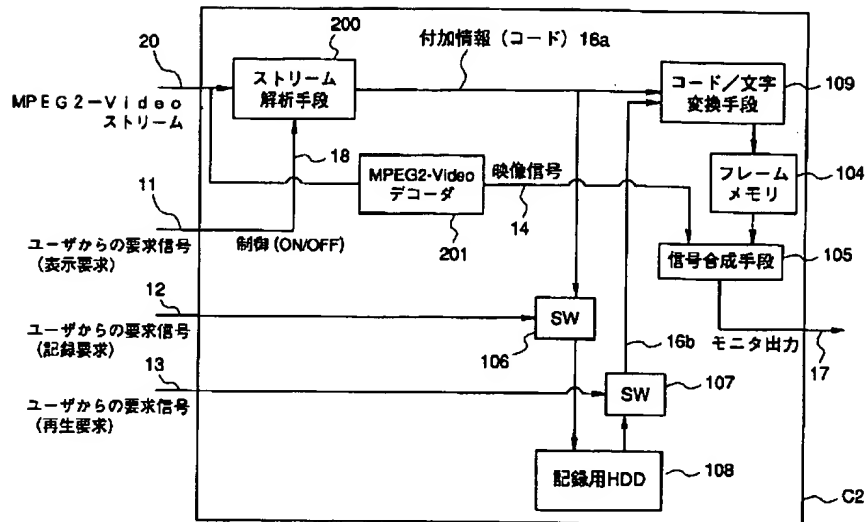 200
付加情報(コード)16a
20
ストリーム
解析手段
コード/文字
変換手段
109
MPEG2-Video
ストリーム
18
11
MPEG2-Video
デコーダ
映像信号
14
フレーム
メモリ
104
ユーザからの要求信号
(表示要求)
制御(ON/OFF)
201
信号合成手段
105
12
ユーザからの要求信号
(記録要求)
SW
106
16b
モニタ出力
17
13
ユーザからの要求信号
(再生要求)
SW
107
記録用HDD
108
C2